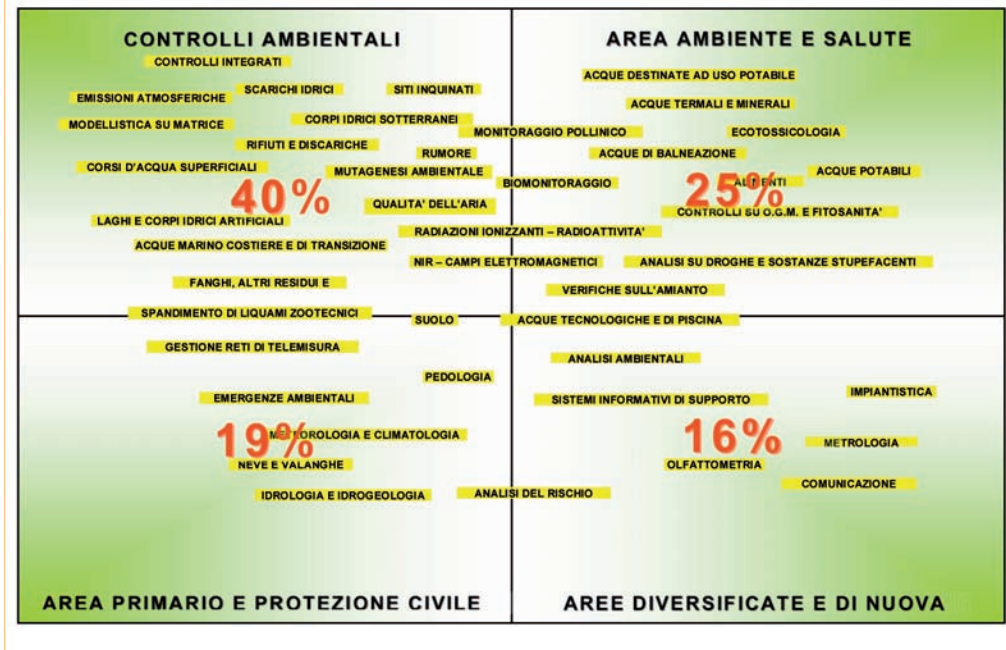 CONTROLLI AMBIENTALI
CONTROLLI INTEGRATI
SCARICHI IDRICI
SITI INQUINATI
EMISSIONI ATMOSFERICHE
CORPI IDRICI SOTTERRANEI
MODELLISTICA SU MATRICE
RIFIUTI E DISCARICHE
RUMORE
CORSI D'ACQUA SUPERFICIALI
MUTAGENESI AMBIENTALE
40%
QUALITA' DELL'ARIA
LAGHI E CORPI IDRICI ARTIFICIALI
ACQUE MARINO COSTIERE E DI TRANSIZIONE
FANGHI, ALTRI RESIDUI E
SPANDIMENTO DI LIQUAMI ZOOTECNICI
AREA AMBIENTE E SALUTE
ACQUE DESTINATE AD USO POTABILE
ACQUE TERMALI E MINERALI
MONITORAGGIO POLLINICO
ECOTOSSICOLOGIA
ACQUE DI BALNEAZIONE
ACQUE POTABILI
BIOMONITORAGGIO
ALIMENTI
25%
CONTROLLI SU O.G.M. E FITOSANITA'
RADIAZIONI IONIZZANTI – RADIOATTIVITA'
NIR – CAMPI ELETTROMAGNETICI
ANALISI SU DROGHE E SOSTANZE STUPEFACENTI
VERIFICHE SULL'AMIANTO
SUOLO
ACQUE TECNOLOGICHE E DI PISCINA
GESTIONE RETI DI TELEMISURA
PEDOLOGIA
EMERGENZE AMBIENTALI
19%
METEOROLOGIA E CLIMATOLOGIA
NEVE E VALANGHE
IDROLOGIA E IDROGEOLOGIA
ANALISI DEL RISCHIO
AREA PRIMARIO E PROTEZIONE CIVILE
ANALISI AMBIENTALI
IMPIANTISTICA
SISTEMI INFORMATIVI DI SUPPORTO
16%
METROLOGIA
OLFATTOMETRIA
COMUNICAZIONE
AREE DIVERSIFICATE E DI NUOVA